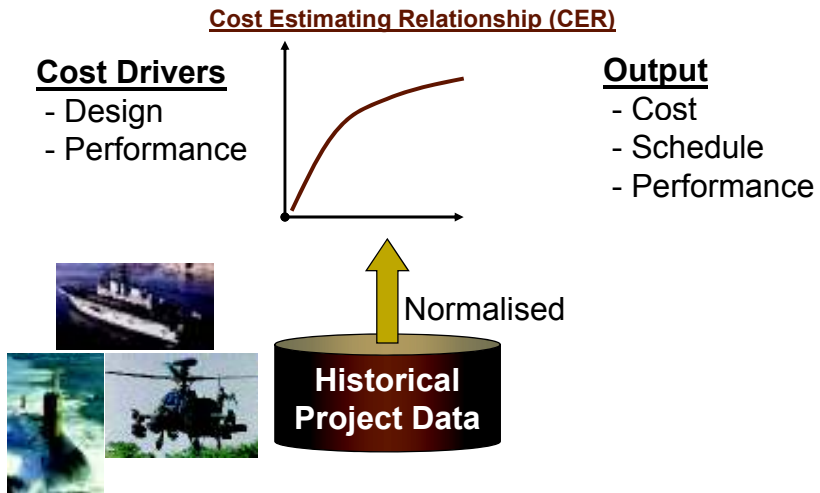 Cost Estimating Relationship (CER)
Cost Drivers
- Design
- Performance
Output
- Cost
- Schedule
- Performance
Normalised
Historical
Project Data